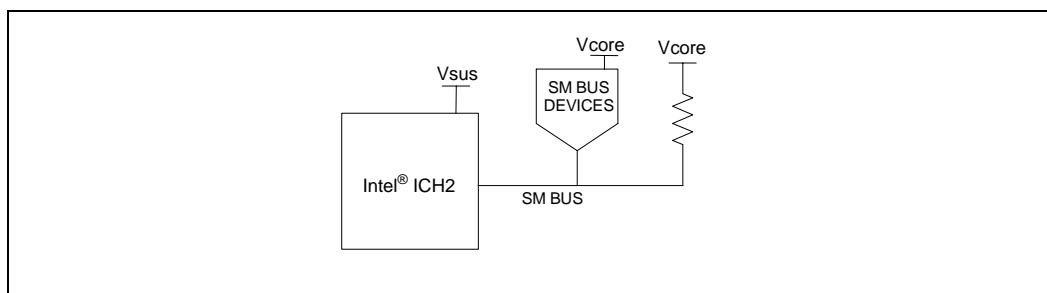 Vcore
Vcore
Vsus
SM BUS
DEVICES
Intel® ICH2
SM BUS